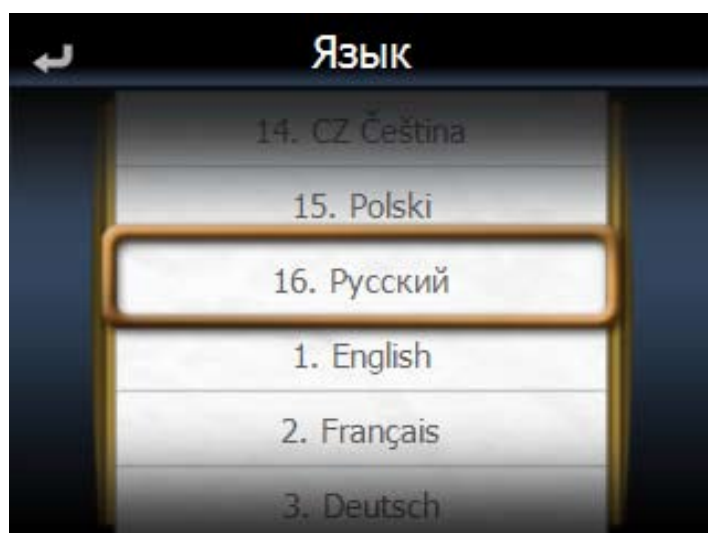 Язык
14. CZ Čeština
15. Polski
16. Русский
1. English
2. Français
3. Deutsch